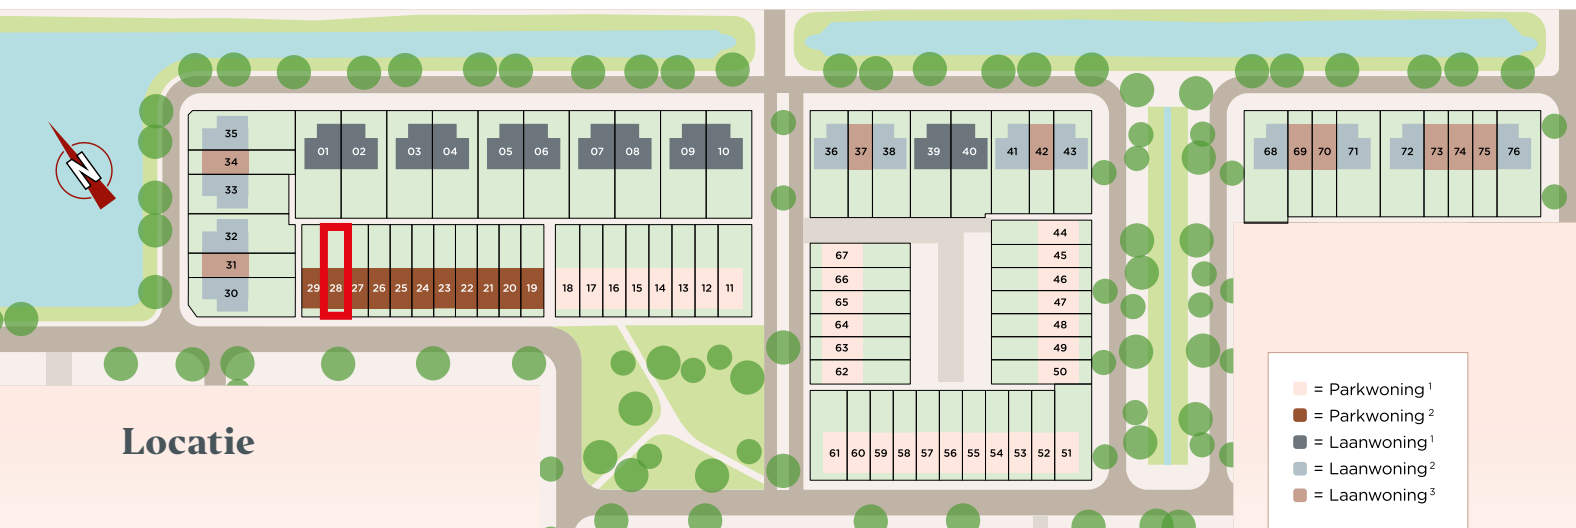 N
35
34
33
32
31
30
01 02 03 04 05 06 07 08 09 10
29 28 27 26 25 24 23 22 21 20 19
18 17 16 15 14 13 12 11
36 37 38 39 40 41 42 43
44
45
46
47
48
49
50
67
66
65
64
63
62
61 60 59 58 57 56 55 54 53 52 51
68 69 70 71 72 73 74 75 76
Locatie
= Parkwoning ¹
= Parkwoning ²
= Laanwoning ¹
= Laanwoning ²
= Laanwoning ³